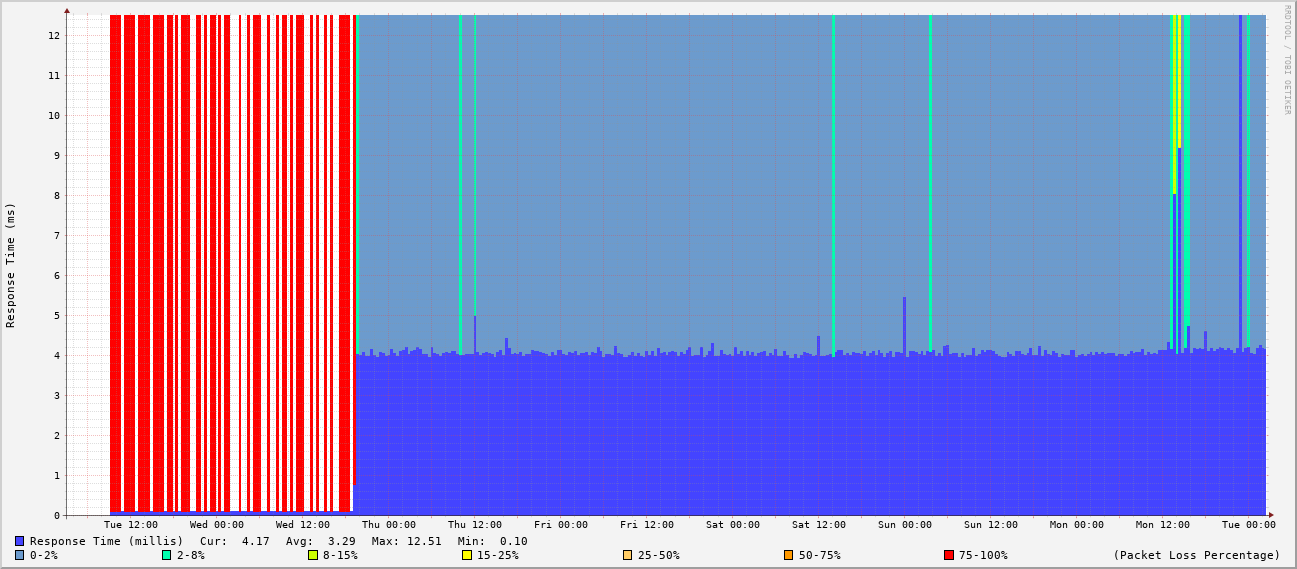 RRDTOOL / TOBI OETIKER
Response Time (ms)
12
11
10
9
8
7
6
5
4
3
2
1
0
Tue 12:00 Wed 00:00 Wed 12:00 Thu 00:00 Thu 12:00 Fri 00:00 Fri 12:00 Sat 00:00 Sat 12:00 Sun 00:00 Sun 12:00 Mon 00:00 Mon 12:00 Tue 00:00
Response Time (millis) Cur: 4.17 Avg: 3.29 Max: 12.51 Min: 0.10
0-2% 2-8% 8-15% 15-25% 25-50% 50-75% 75-100% (Packet Loss Percentage)